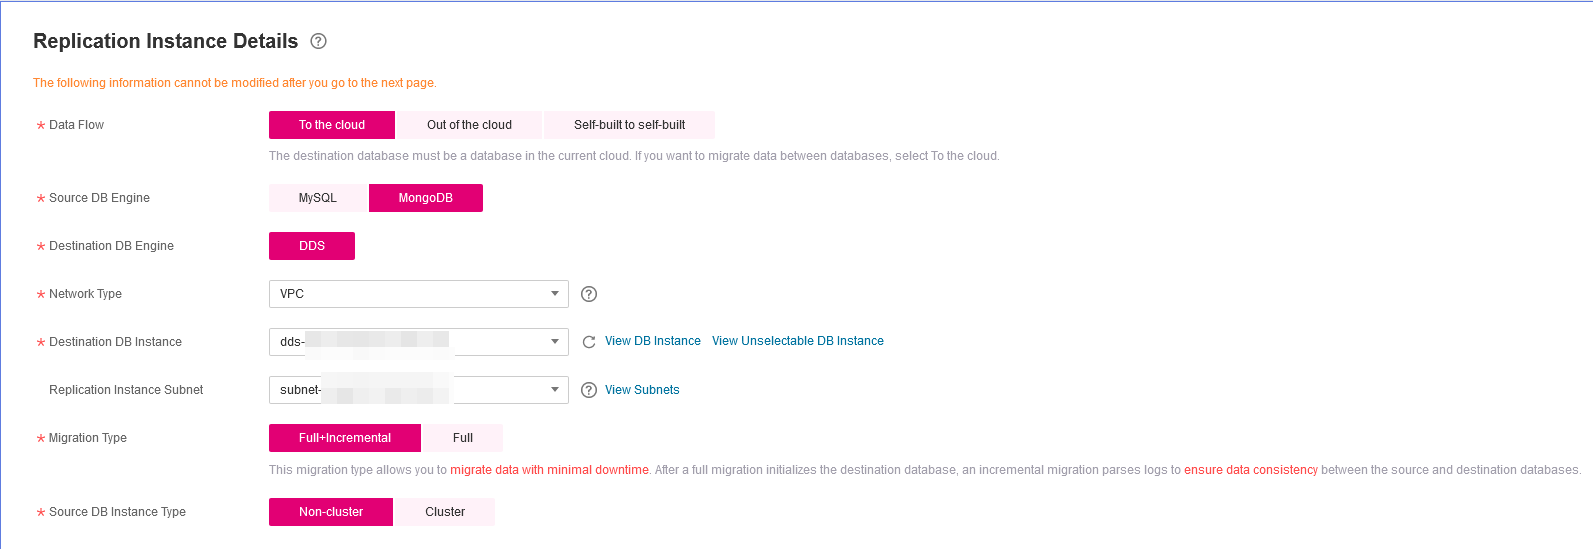 Replication Instance Details ?
The following information cannot be modified after you go to the next page.
* Data Flow To the cloud Out of the cloud Self-built to self-built
The destination database must be a database in the current cloud. If you want to migrate data between databases, select To the cloud.
* Source DB Engine MySQL MongoDB
* Destination DB Engine DDS
* Network Type VPC ?
* Destination DB Instance dds- View DB Instance View Unselectable DB Instance
Replication Instance Subnet subnet- ? View Subnets
* Migration Type Full+Incremental Full
This migration type allows you to migrate data with minimal downtime. After a full migration initializes the destination database, an incremental migration parses logs to ensure data consistency between the source and destination databases.
* Source DB Instance Type Non-cluster Cluster